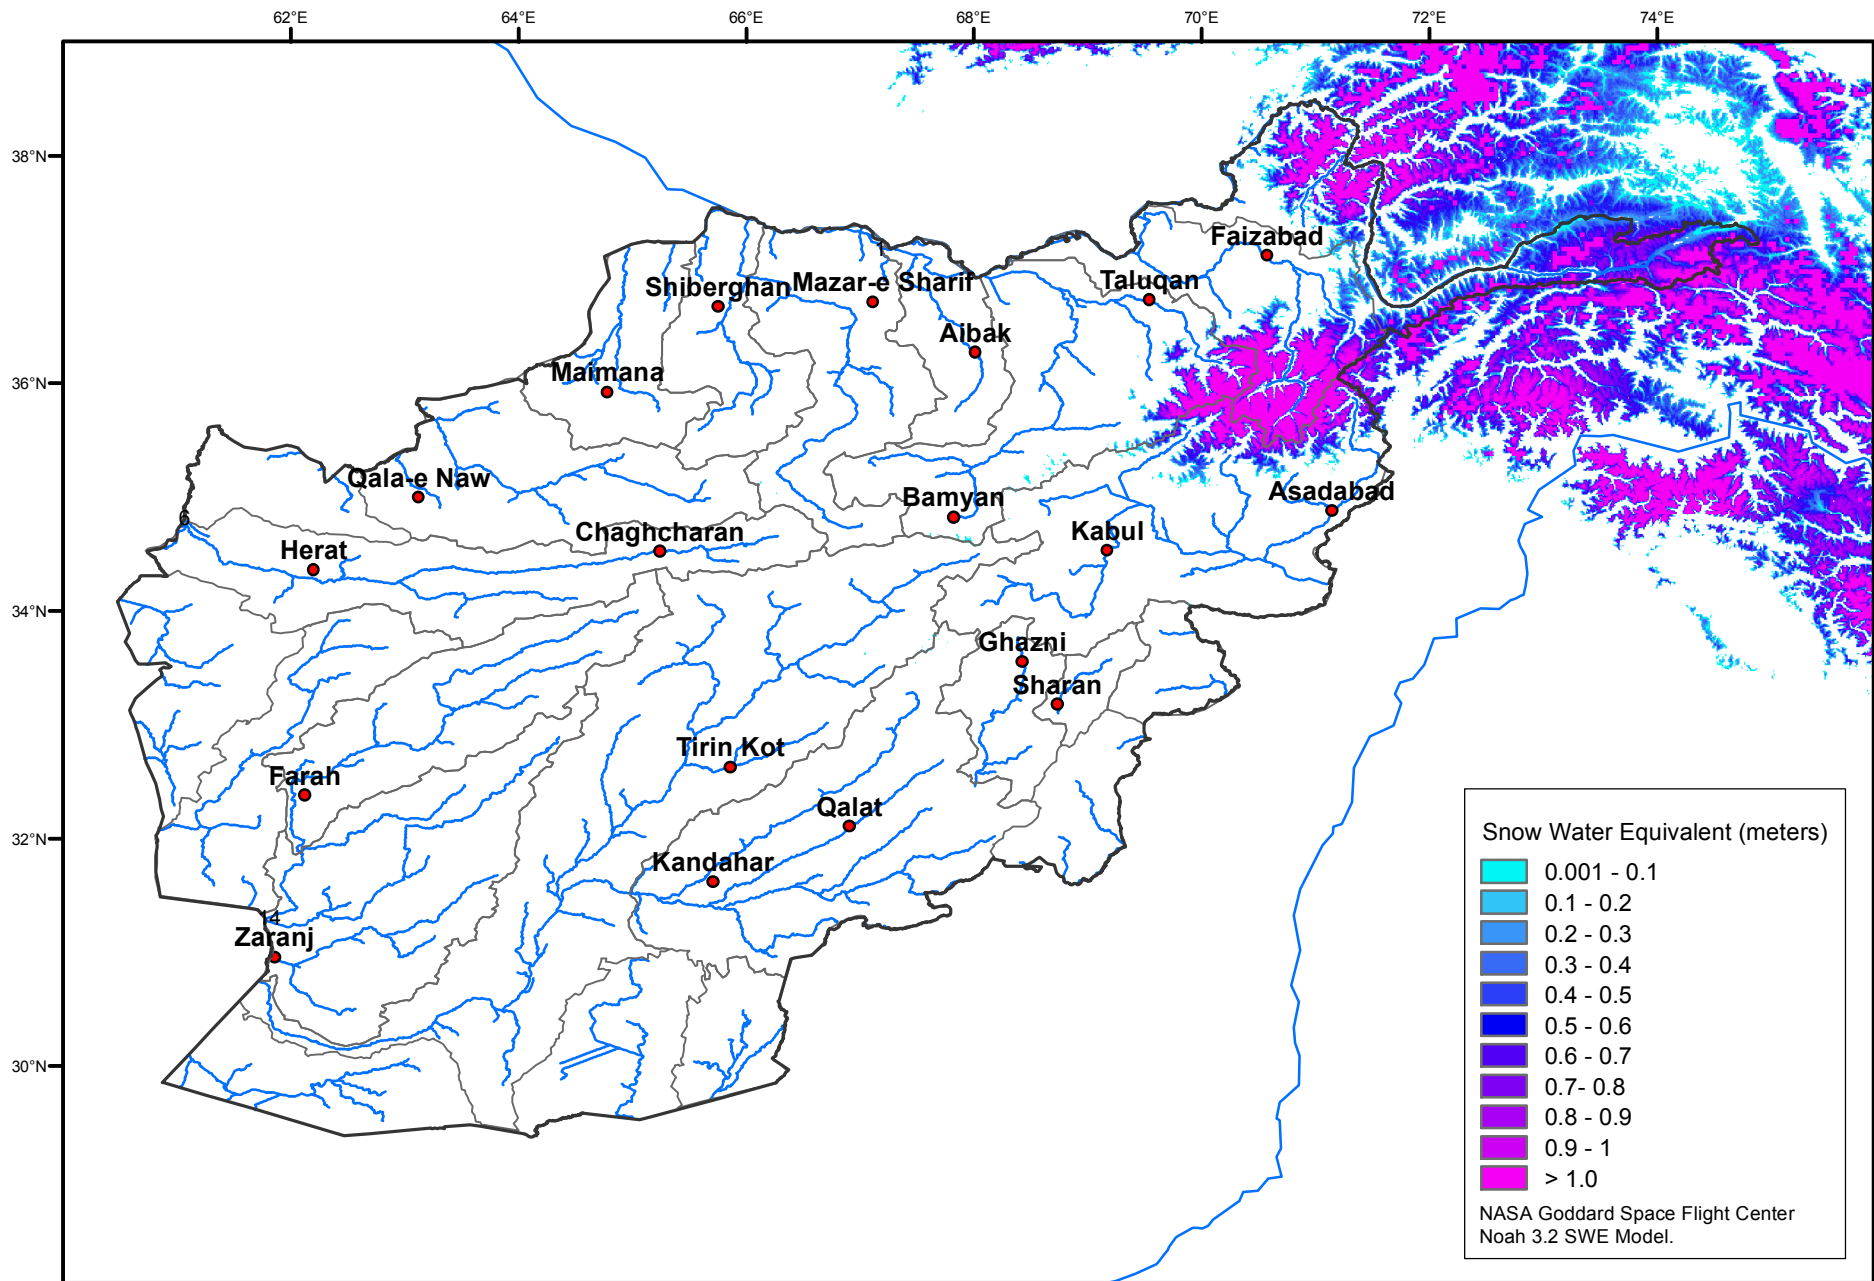 62°E 64°E 66°E 68°E 70°E 72°E 74°E
38°N
36°N
34°N
32°N
30°N
Faizabad
Shiberghan
Mazar-e Sharif
Taluqan
Aibak
Maimana
Qala-e Naw
Bamyan
Asadabad
6
Chaghcharan
Kabul
Herat
Ghazni
Sharan
Tirin Kot
Farah
Qalat
Kandahar
14
Zaranj
Snow Water Equivalent (meters)
0.001 - 0.1
0.1 - 0.2
0.2 - 0.3
0.3 - 0.4
0.4 - 0.5
0.5 - 0.6
0.6 - 0.7
0.7- 0.8
0.8 - 0.9
0.9 - 1
> 1.0
NASA Goddard Space Flight Center
Noah 3.2 SWE Model.